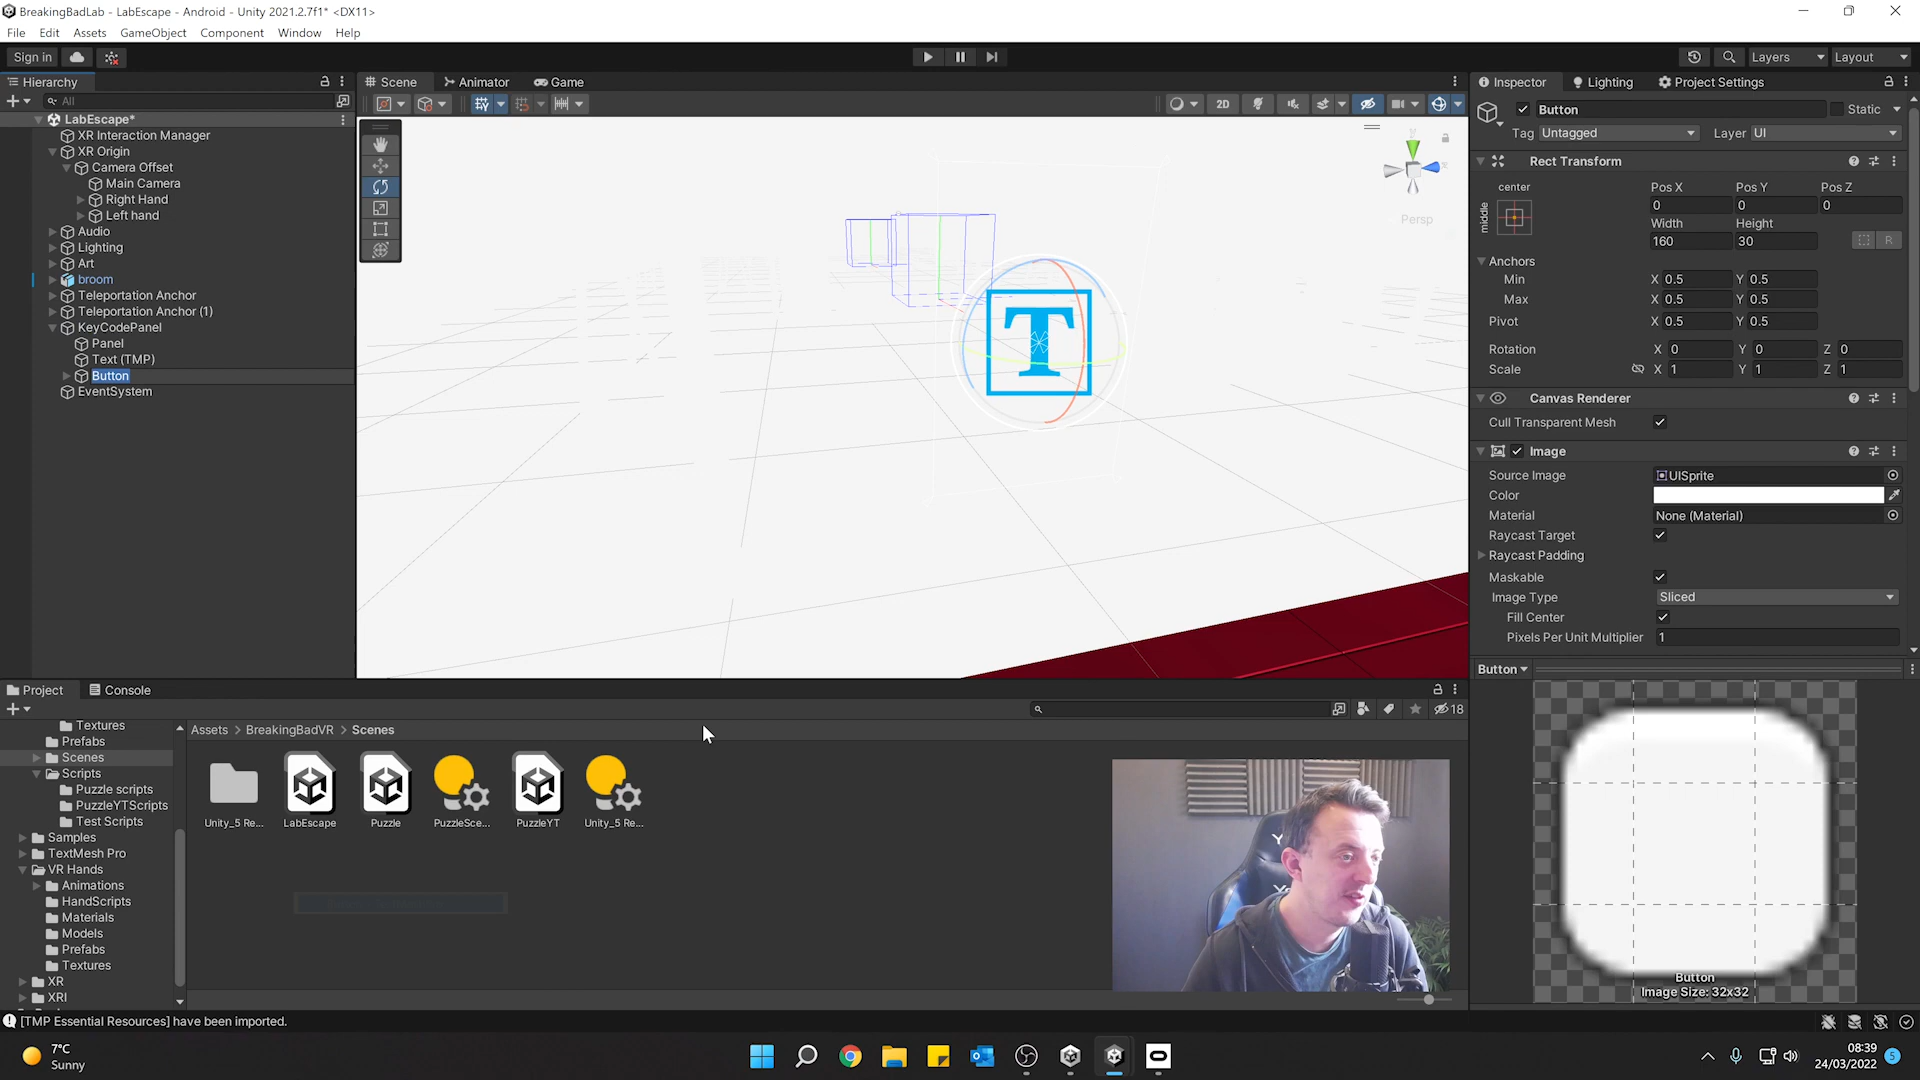 BreakingBadLab - LabEscape - Android - Unity 2021.2.7f1* <DX11>
File Edit Assets GameObject Component Window Help
Sign in Layers Layout
Hierarchy
All
LabEscape*
XR Interaction Manager
XR Origin
Camera Offset
Main Camera
Right Hand
Left hand
Audio
Lighting
Art
broom
Teleportation Anchor
Teleportation Anchor (1)
KeyCodePanel
Panel
Text (TMP)
Button
EventSystem
Scene Animator Game
2D
T
Persp
Inspector Lighting Project Settings
Button Static
Tag Untagged Layer UI
Rect Transform
center
middle
Pos X Pos Y Pos Z
0 0 0
Width Height
160 30 R
Anchors
Min X 0.5 Y 0.5
Max X 0.5 Y 0.5
Pivot X 0.5 Y 0.5
Rotation X 0 Y 0 Z 0
Scale X 1 Y 1 Z 1
Canvas Renderer
Cull Transparent Mesh
Image
Source Image UISprite
Color
Material None (Material)
Raycast Target
Raycast Padding
Maskable
Image Type Sliced
Fill Center
Pixels Per Unit Multiplier 1
Button
Button
Image Size: 32x32
Project Console
18
Textures
Prefabs
Scenes
Scripts
Puzzle scripts
PuzzleYTScripts
Test Scripts
Samples
TextMesh Pro
VR Hands
Animations
HandScripts
Materials
Models
Prefabs
Textures
XR
XRI
Assets > BreakingBadVR > Scenes
Unity_5 Re... LabEscape Puzzle PuzzleSce... PuzzleYT Unity_5 Re...
[TMP Essential Resources] have been imported.
7°C
Sunny
08:39
24/03/2022
5